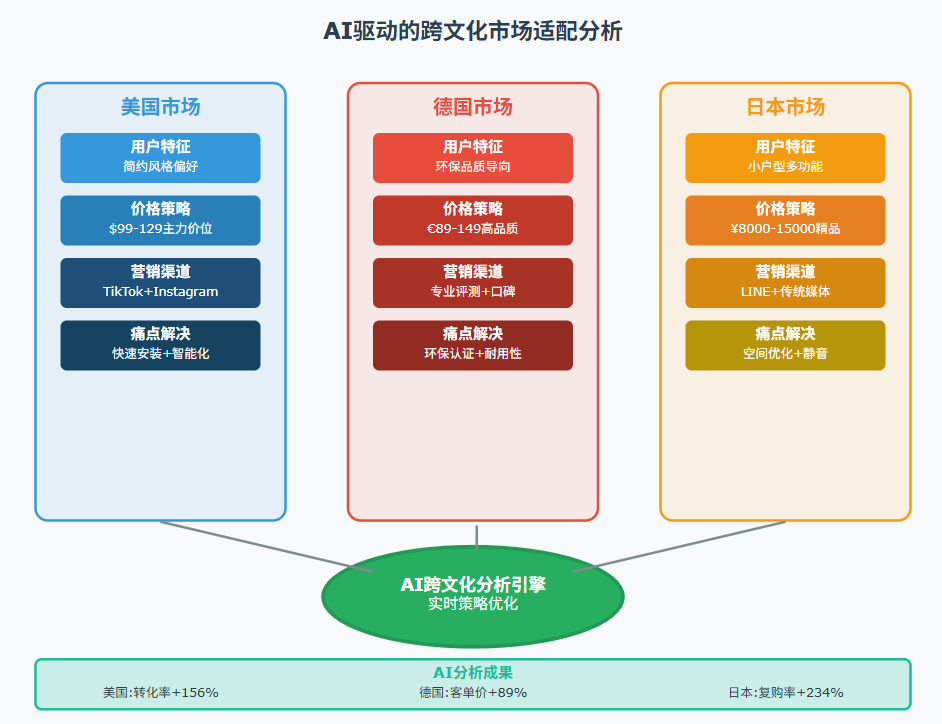 AI驱动的跨文化市场适配分析
美国市场
用户特征
简约风格偏好
价格策略
$99-129主力价位
营销渠道
TikTok+Instagram
痛点解决
快速安装+智能化
德国市场
用户特征
环保品质导向
价格策略
€89-149高品质
营销渠道
专业评测+口碑
痛点解决
环保认证+耐用性
日本市场
用户特征
小户型多功能
价格策略
¥8000-15000精品
营销渠道
LINE+传统媒体
痛点解决
空间优化+静音
AI跨文化分析引擎
实时策略优化
AI分析成果
美国:转化率+156%
德国:客单价+89%
日本:复购率+234%